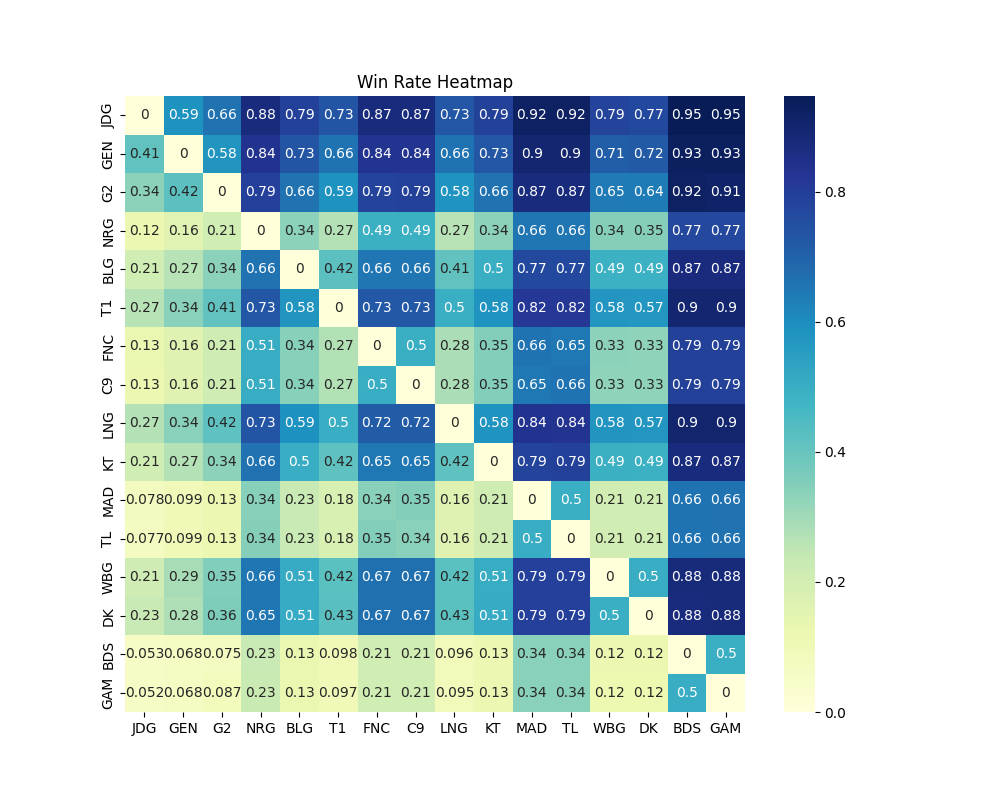 Win Rate Heatmap
JDG 0 0.59 0.66 0.88 0.79 0.73 0.87 0.87 0.73 0.79 0.92 0.92 0.79 0.77 0.95 0.95
GEN 0.41 0 0.58 0.84 0.73 0.66 0.84 0.84 0.66 0.73 0.9 0.9 0.71 0.72 0.93 0.93
G2 0.34 0.42 0 0.79 0.66 0.59 0.79 0.79 0.58 0.66 0.87 0.87 0.65 0.64 0.92 0.91
NRG 0.12 0.16 0.21 0 0.34 0.27 0.49 0.49 0.27 0.34 0.66 0.66 0.34 0.35 0.77 0.77
BLG 0.21 0.27 0.34 0.66 0 0.42 0.66 0.66 0.41 0.5 0.77 0.77 0.49 0.49 0.87 0.87
T1 0.27 0.34 0.41 0.73 0.58 0 0.73 0.73 0.5 0.58 0.82 0.82 0.58 0.57 0.9 0.9
FNC 0.13 0.16 0.21 0.51 0.34 0.27 0 0.5 0.28 0.35 0.66 0.65 0.33 0.33 0.79 0.79
C9 0.13 0.16 0.21 0.51 0.34 0.27 0.5 0 0.28 0.35 0.65 0.66 0.33 0.33 0.79 0.79
LNG 0.27 0.34 0.42 0.73 0.59 0.5 0.72 0.72 0 0.58 0.84 0.84 0.58 0.57 0.9 0.9
KT 0.21 0.27 0.34 0.66 0.5 0.42 0.65 0.65 0.42 0 0.79 0.79 0.49 0.49 0.87 0.87
MAD 0.078 0.099 0.13 0.34 0.23 0.18 0.34 0.35 0.16 0.21 0 0.5 0.21 0.21 0.66 0.66
TL 0.077 0.099 0.13 0.34 0.23 0.18 0.35 0.34 0.16 0.21 0.5 0 0.21 0.21 0.66 0.66
WBG 0.21 0.29 0.35 0.66 0.51 0.42 0.67 0.67 0.42 0.51 0.79 0.79 0 0.5 0.88 0.88
DK 0.23 0.28 0.36 0.65 0.51 0.43 0.67 0.67 0.43 0.51 0.79 0.79 0.5 0 0.88 0.88
BDS 0.053 0.068 0.075 0.23 0.13 0.098 0.21 0.21 0.096 0.13 0.34 0.34 0.12 0.12 0 0.5
GAM 0.052 0.068 0.087 0.23 0.13 0.097 0.21 0.21 0.095 0.13 0.34 0.34 0.12 0.12 0.5 0
JDG GEN G2 NRG BLG T1 FNC C9 LNG KT MAD TL WBG DK BDS GAM
0.8
0.6
0.4
0.2
0.0